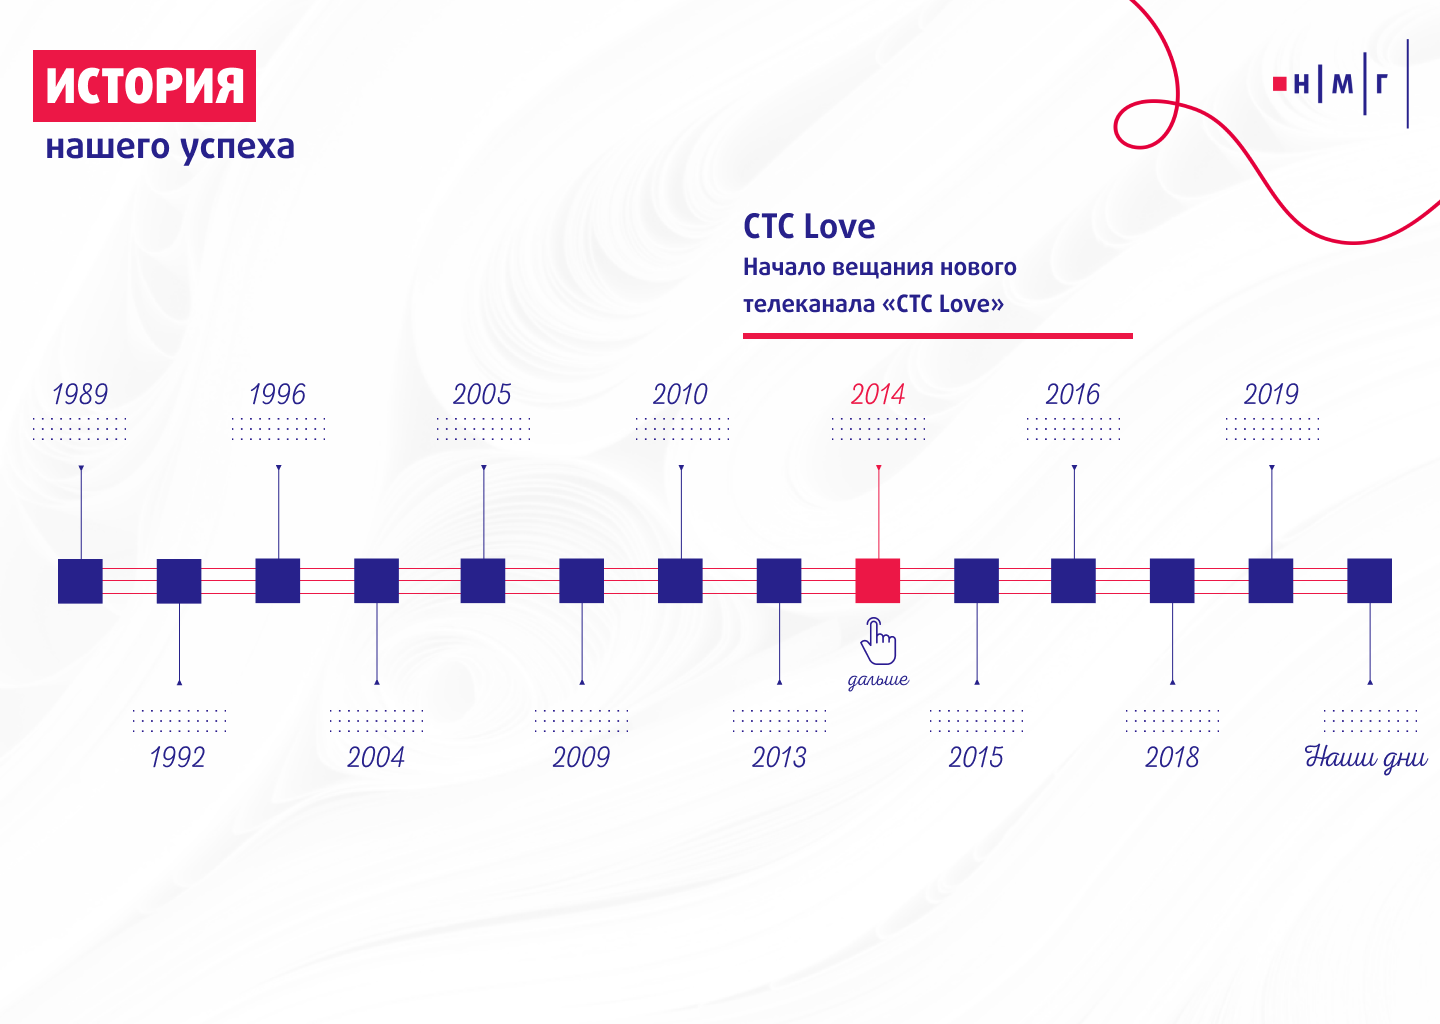 ИСТОРИЯ
нашего успеха
Н М Г
СТС Love
Начало вещания нового
телеканала «СТС Love»
1989 1996 2005 2010 2014 2016 2019
дальше
1992 2004 2009 2013 2015 2018 Наши дни